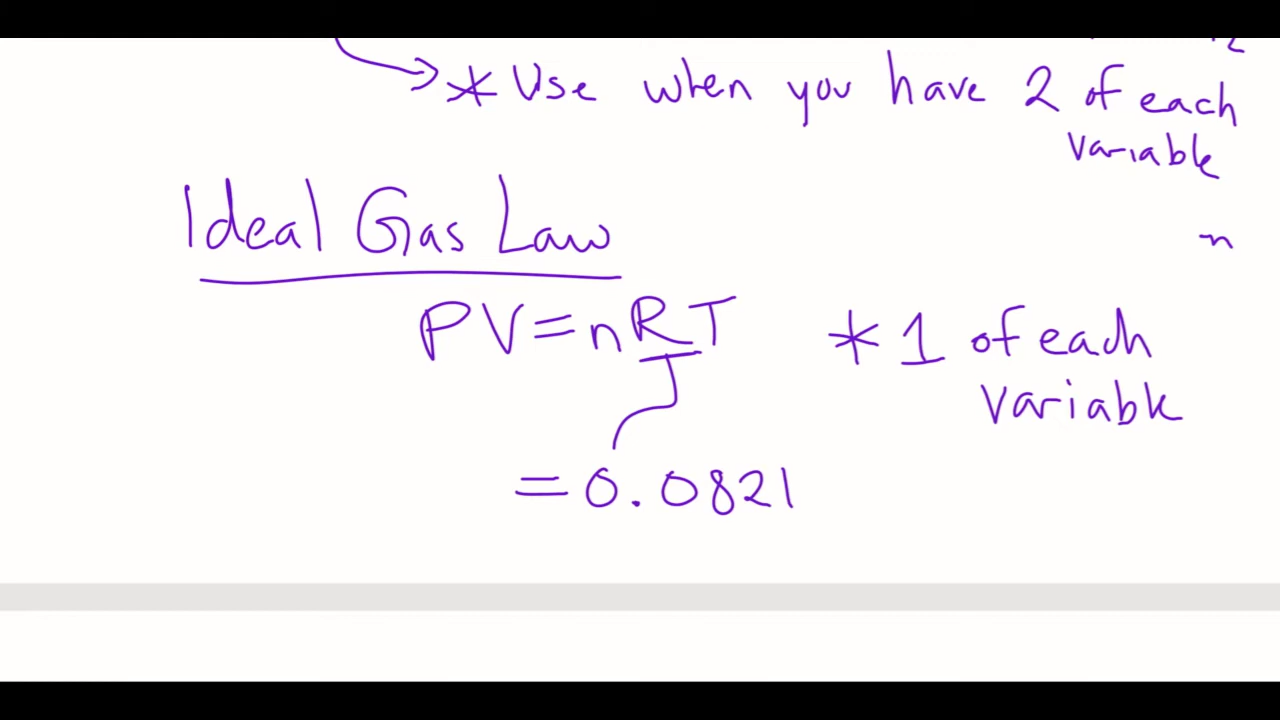 * Use when you have 2 of each
variable
Ideal Gas Law
n
PV=nRT * 1 of each
variable
= 0.0821